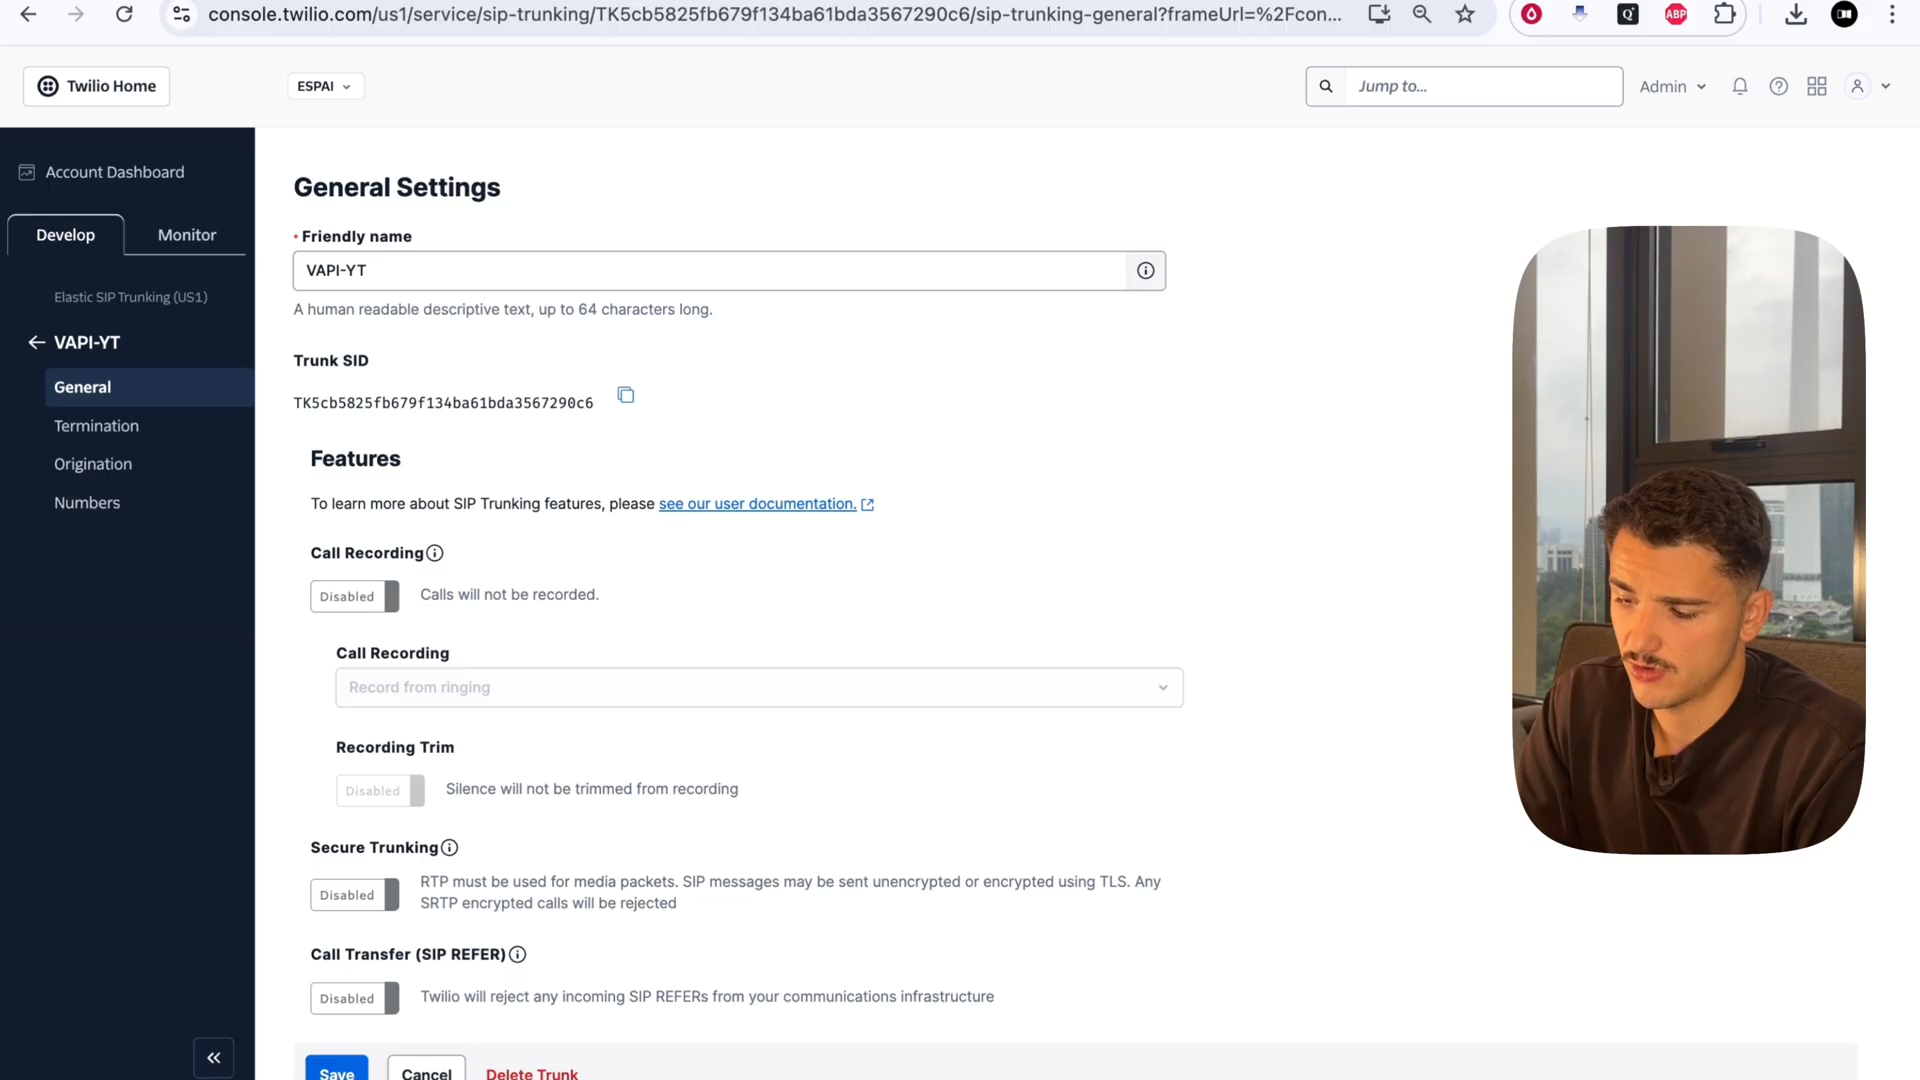 console.twilio.com/us1/service/sip-trunking/TK5cb5825fb679f134ba61bda3567290c6/sip-trunking-general?frameUrl=%2Fcon...
Q
ABP
Twilio Home
ESPAI
Jump to...
Admin
Account Dashboard
Develop
Monitor
Elastic SIP Trunking (US1)
VAPI-YT
General
Termination
Origination
Numbers
General Settings
Friendly name
VAPI-YT
A human readable descriptive text, up to 64 characters long.
Trunk SID
TK5cb5825fb679f134ba61bda3567290c6
Features
To learn more about SIP Trunking features, please see our user documentation.
Call Recording
Disabled
Calls will not be recorded.
Call Recording
Record from ringing
Recording Trim
Disabled
Silence will not be trimmed from recording
Secure Trunking
Disabled
RTP must be used for media packets. SIP messages may be sent unencrypted or encrypted using TLS. Any
SRTP encrypted calls will be rejected
Call Transfer (SIP REFER)
Disabled
Twilio will reject any incoming SIP REFERs from your communications infrastructure
Save
Cancel
Delete Trunk